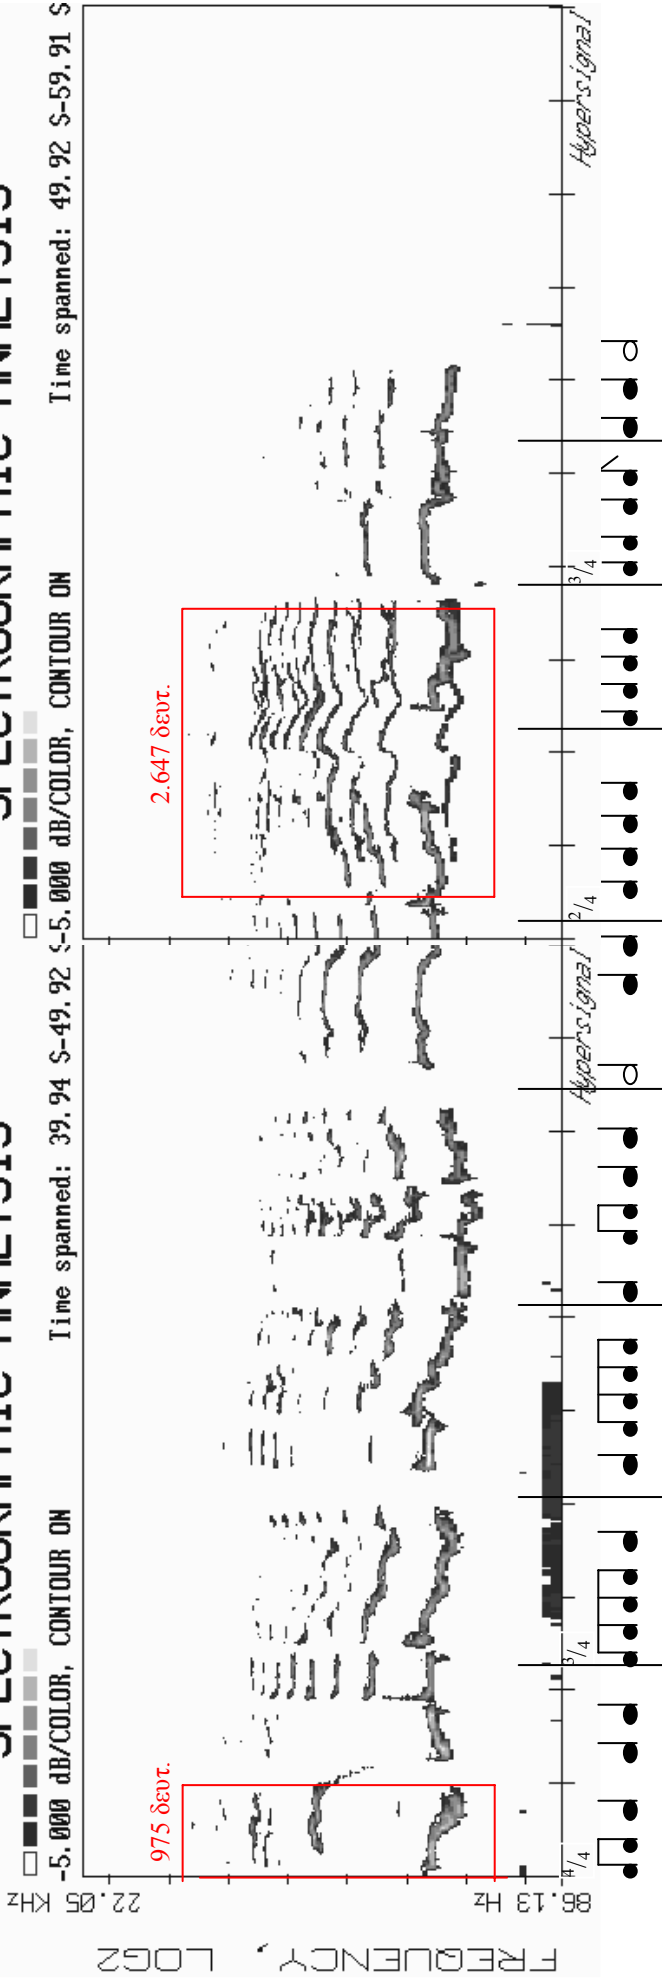 SPECTROGRAPHIC ANALYSIS
-5.000 dB/COLOR, CONTOUR ON Time spanned: 39.94 S-49.92 S
SPECTROGRAPHIC ANALYSIS
-5.000 dB/COLOR, CONTOUR ON Time spanned: 49.92 S-59.91 S
22.05 KHz
975 δευτ.
2.647 δευτ.
FREQUENCY, LOG2
86.13 Hz
Hypersignal
Hypersignal
4/4
3/4
2/4
3/4